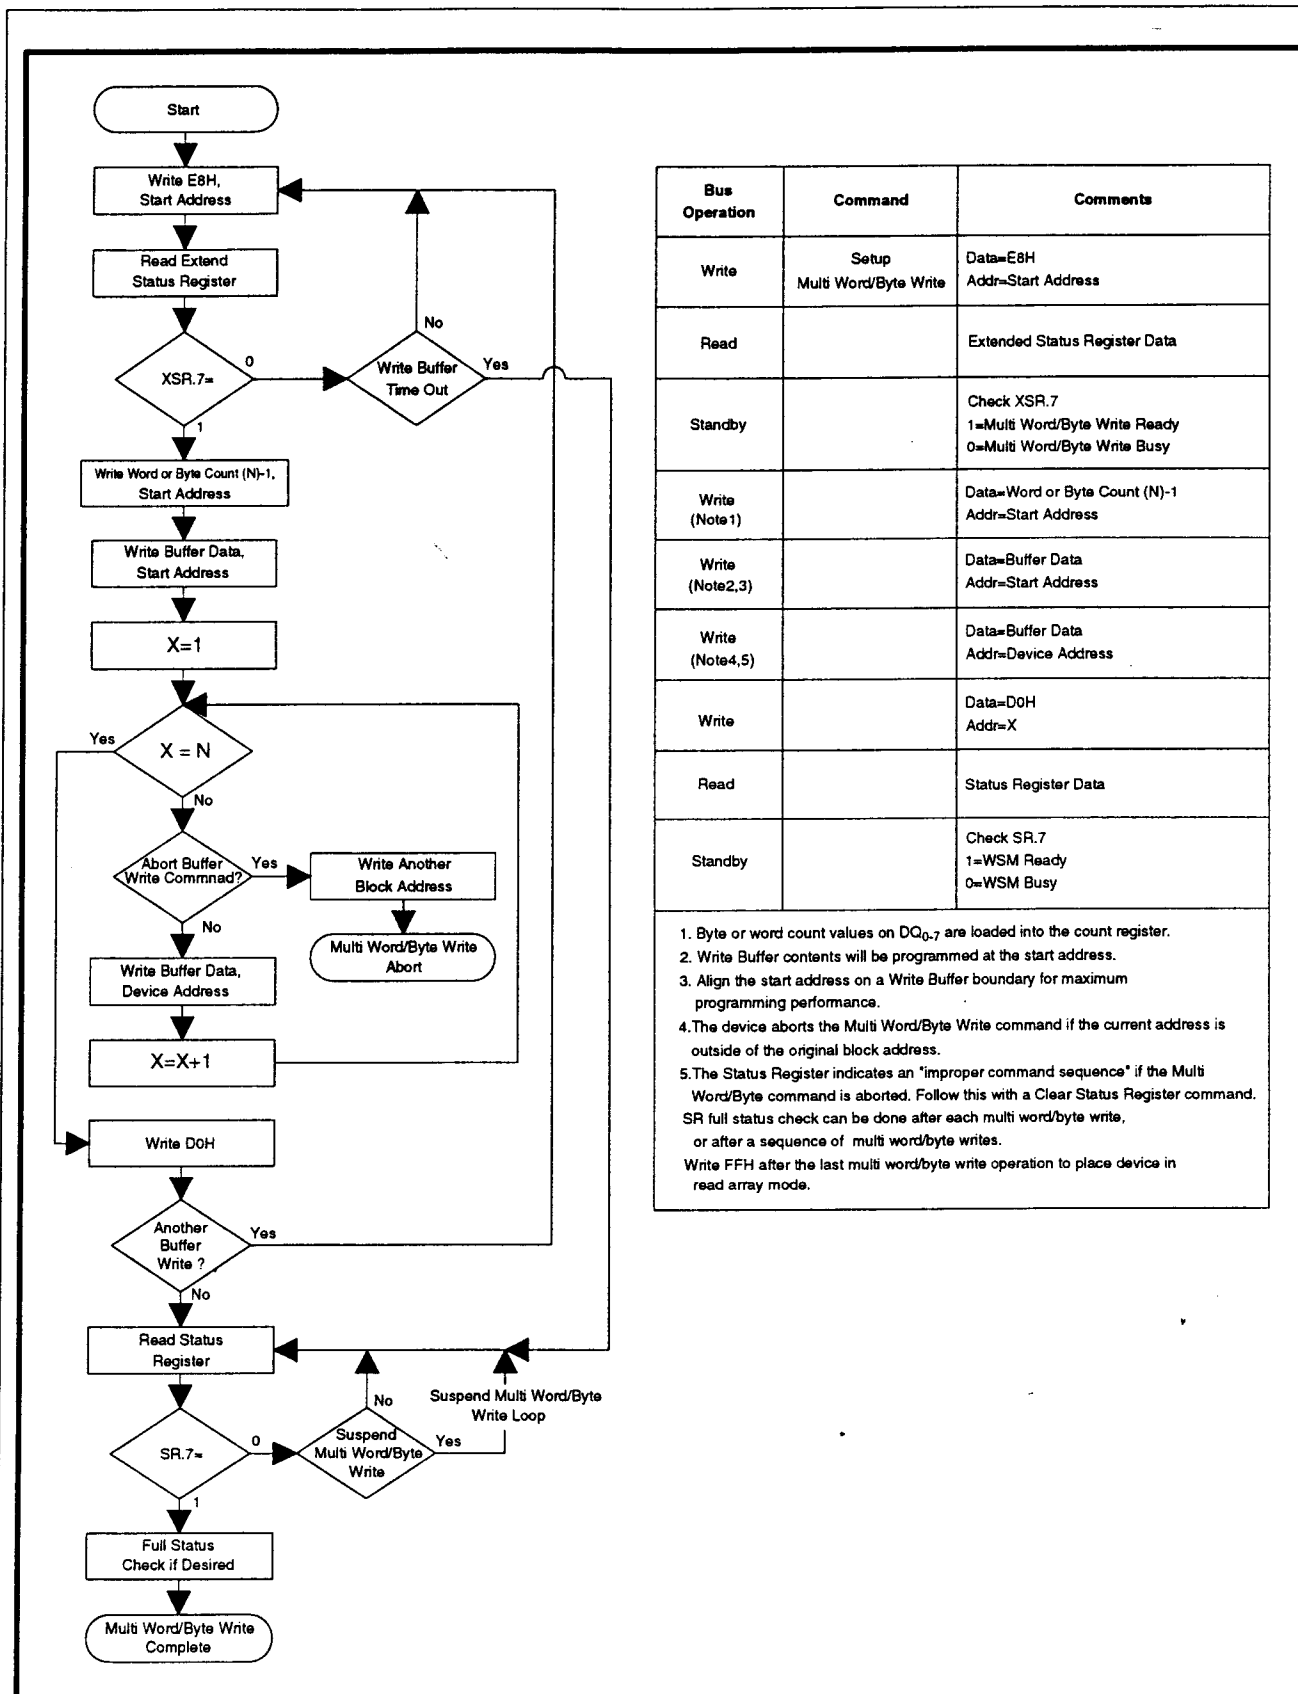 Start
Write E8H,
Start Address
Read Extend
Status Register
No
XSR.7=
0
Write Buffer
Time Out
Yes
1
Write Word or Byte Count (N)-1,
Start Address
Write Buffer Data,
Start Address
X=1
Yes
X = N
No
Abort Buffer
Write Commnad?
Yes
Write Another
Block Address
No
Multi Word/Byte Write
Abort
Write Buffer Data,
Device Address
X=X+1
Write D0H
Another
Buffer
Write ?
Yes
No
Read Status
Register
No
Suspend Multi Word/Byte
Write Loop
SR.7=
0
Suspend
Multi Word/Byte
Write
Yes
1
Full Status
Check if Desired
Multi Word/Byte Write
Complete
Bus
Operation
Command
Comments
Write
Setup
Multi Word/Byte Write
Data=E8H
Addr=Start Address
Read
Extended Status Register Data
Standby
Check XSR.7
1=Multi Word/Byte Write Ready
0=Multi Word/Byte Write Busy
Write
(Note1)
Data=Word or Byte Count (N)-1
Addr=Start Address
Write
(Note2,3)
Data=Buffer Data
Addr=Start Address
Write
(Note4,5)
Data=Buffer Data
Addr=Device Address
Write
Data=D0H
Addr=X
Read
Status Register Data
Standby
Check SR.7
1=WSM Ready
0=WSM Busy
1. Byte or word count values on DQ0-7 are loaded into the count register.
2. Write Buffer contents will be programmed at the start address.
3. Align the start address on a Write Buffer boundary for maximum
programming performance.
4.The device aborts the Multi Word/Byte Write command if the current address is
outside of the original block address.
5.The Status Register indicates an "improper command sequence" if the Multi
Word/Byte command is aborted. Follow this with a Clear Status Register command.
SR full status check can be done after each multi word/byte write,
or after a sequence of multi word/byte writes.
Write FFH after the last multi word/byte write operation to place device in
read array mode.